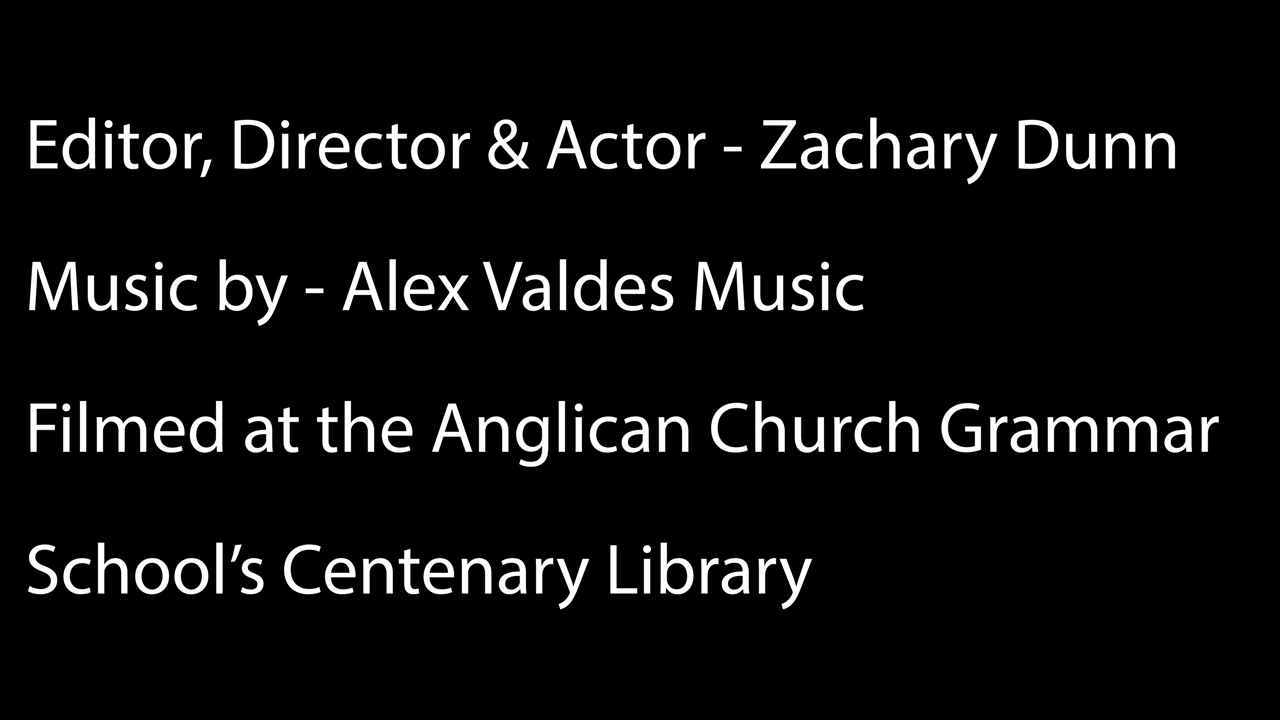 Editor, Director & Actor - Zachary Dunn
Music by - Alex Valdes Music
Filmed at the Anglican Church Grammar
School’s Centenary Library